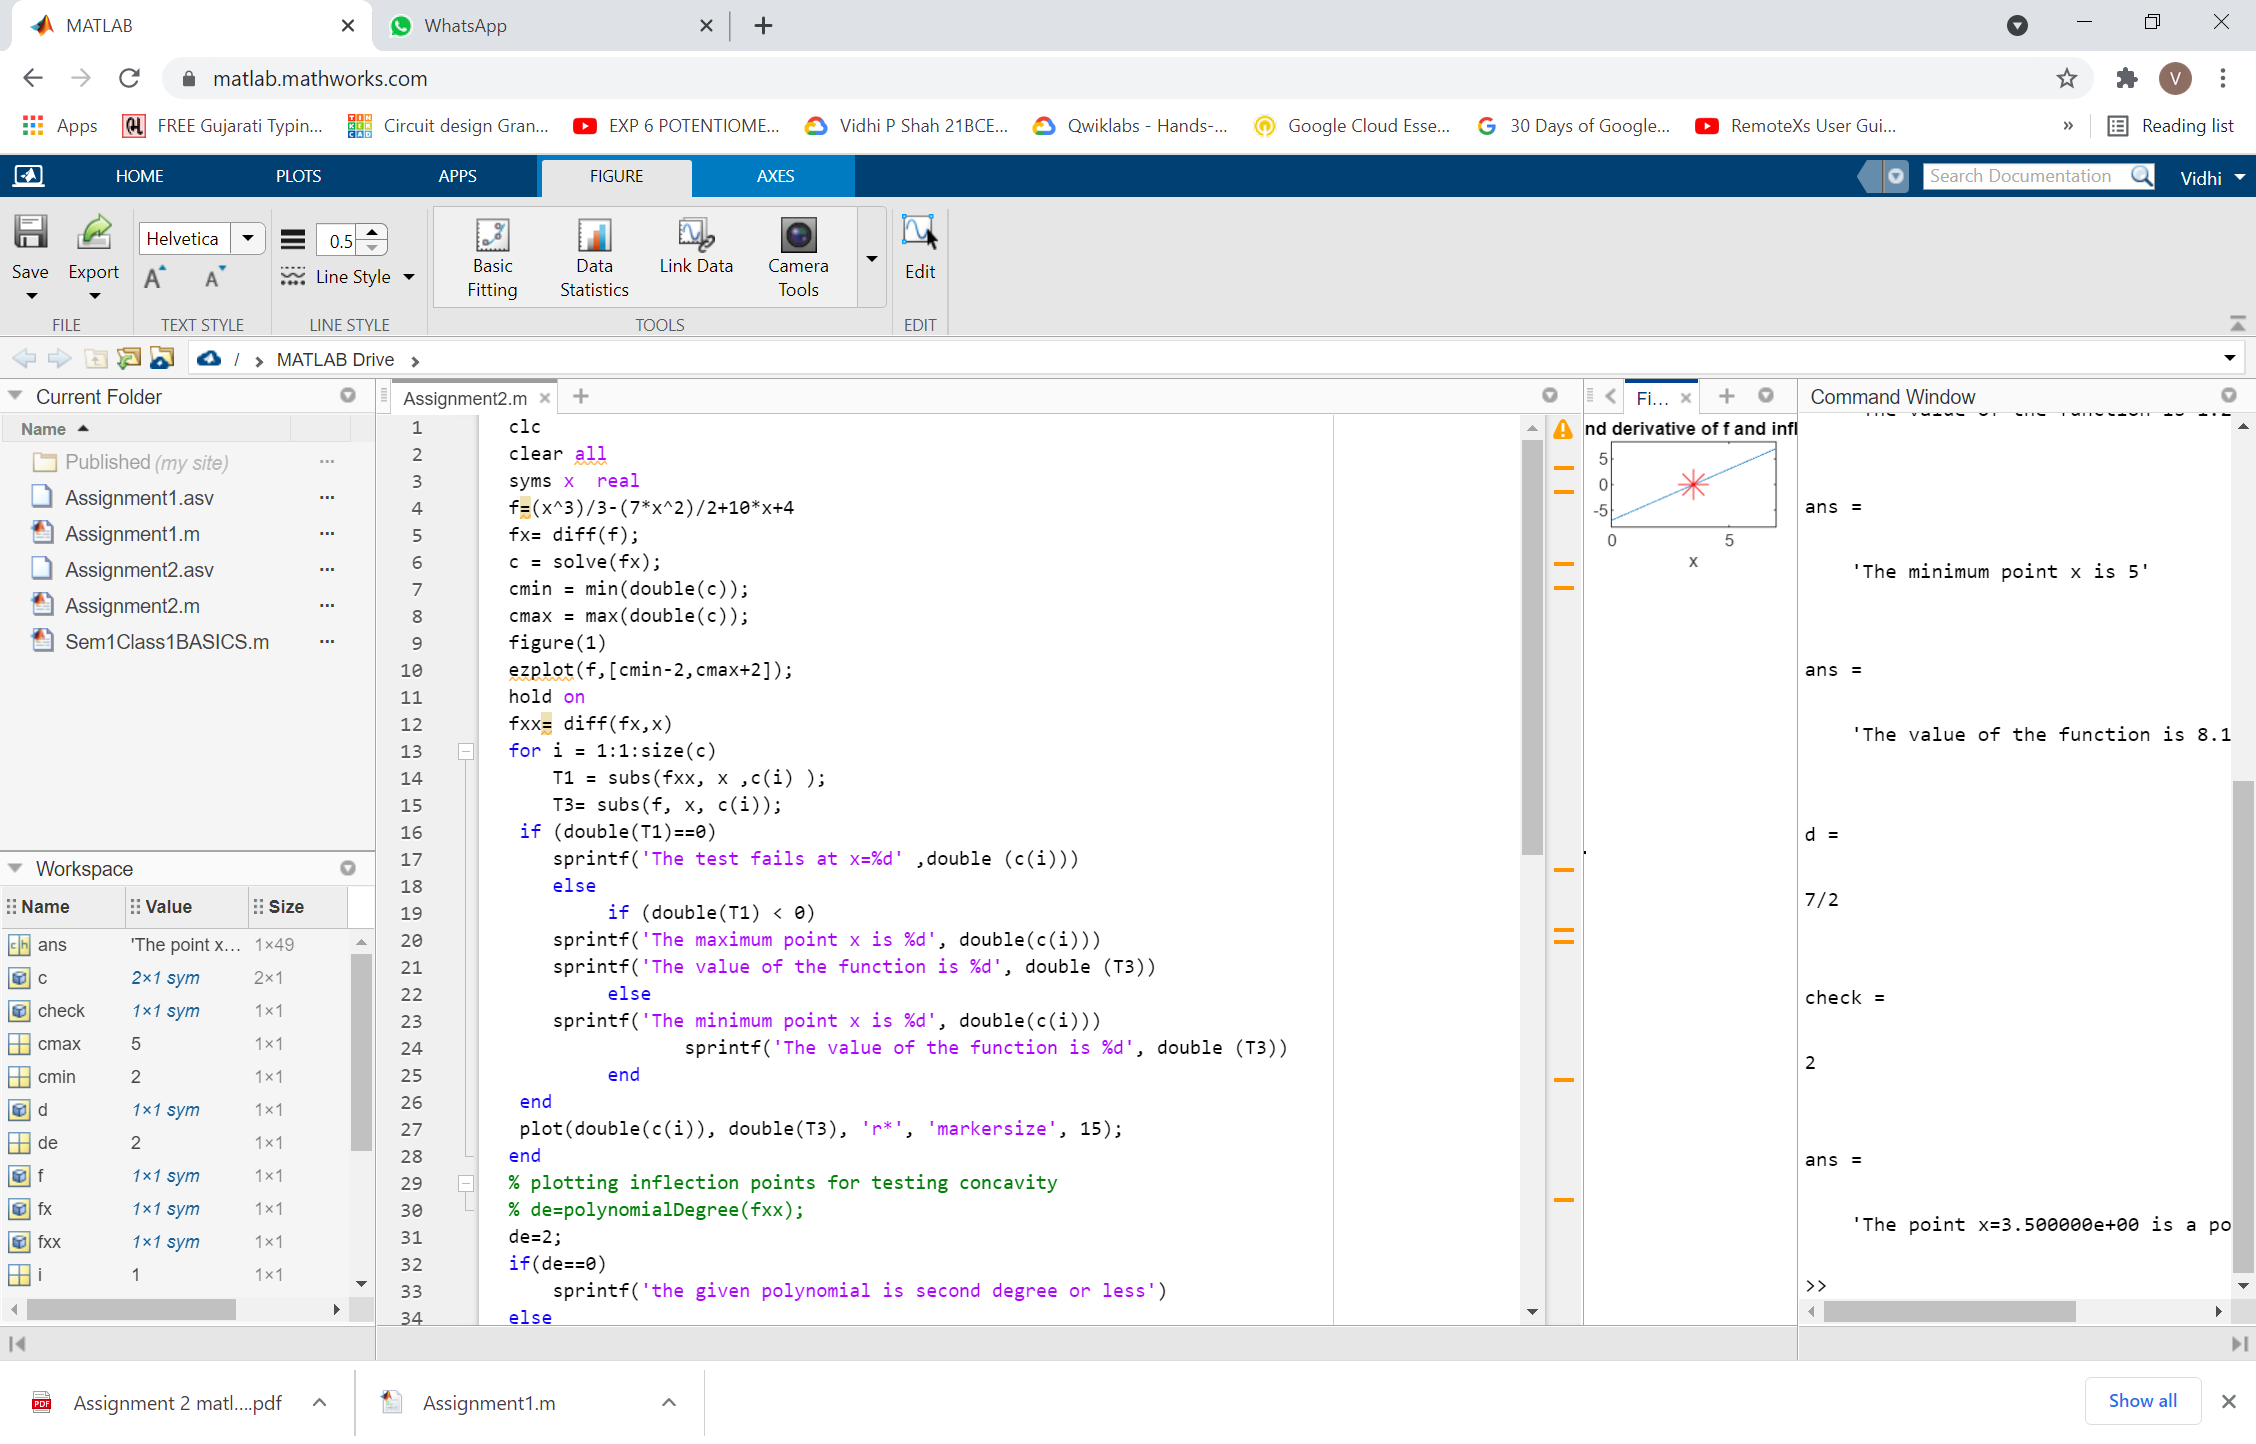 MATLAB
WhatsApp
matlab.mathworks.com
V
Apps
FREE Gujarati Typin...
Circuit design Gran...
EXP 6 POTENTIOME...
Vidhi P Shah 21BCE...
Qwiklabs - Hands-...
Google Cloud Esse...
30 Days of Google...
RemoteXs User Gui...
»
Reading list
HOME
PLOTS
APPS
FIGURE
AXES
Search Documentation
Vidhi
Save
Export
Helvetica
0.5
Line Style
Basic Fitting
Data Statistics
Link Data
Camera Tools
Edit
FILE
TEXT STYLE
LINE STYLE
TOOLS
EDIT
/ > MATLAB Drive >
Current Folder
Name
Published (my site)
Assignment1.asv
Assignment1.m
Assignment2.asv
Assignment2.m
Sem1Class1BASICS.m
Workspace
Name Value Size
ans 'The point x... 1×49
c 2×1 sym 2×1
check 1×1 sym 1×1
cmax 5 1×1
cmin 2 1×1
d 1×1 sym 1×1
de 2 1×1
f 1×1 sym 1×1
fx 1×1 sym 1×1
fxx 1×1 sym 1×1
i 1 1×1
Assignment2.m
1 clc
2 clear all
3 syms x  real
4 f=(x^3)/3-(7*x^2)/2+10*x+4
5 fx= diff(f);
6 c = solve(fx);
7 cmin = min(double(c));
8 cmax = max(double(c));
9 figure(1)
10 ezplot(f,[cmin-2,cmax+2]);
11 hold on
12 fxx= diff(fx,x)
13 for i = 1:1:size(c)
14 T1 = subs(fxx, x ,c(i) );
15 T3= subs(f, x, c(i));
16 if (double(T1)==0)
17 sprintf('The test fails at x=%d' ,double (c(i)))
18 else
19 if (double(T1) < 0)
20 sprintf('The maximum point x is %d', double(c(i)))
21 sprintf('The value of the function is %d', double (T3))
22 else
23 sprintf('The minimum point x is %d', double(c(i)))
24 sprintf('The value of the function is %d', double (T3))
25 end
26 end
27 plot(double(c(i)), double(T3), 'r*', 'markersize', 15);
28 end
29 % plotting inflection points for testing concavity
30 % de=polynomialDegree(fxx);
31 de=2;
32 if(de==0)
33 sprintf('the given polynomial is second degree or less')
34 else
Fi...
nd derivative of f and infl
5
0
-5
0 5
x
Command Window
ans =
'The minimum point x is 5'
ans =
'The value of the function is 8.1
d =
7/2
check =
2
ans =
'The point x=3.500000e+00 is a po
>>
Assignment 2 matl....pdf
Assignment1.m
Show all